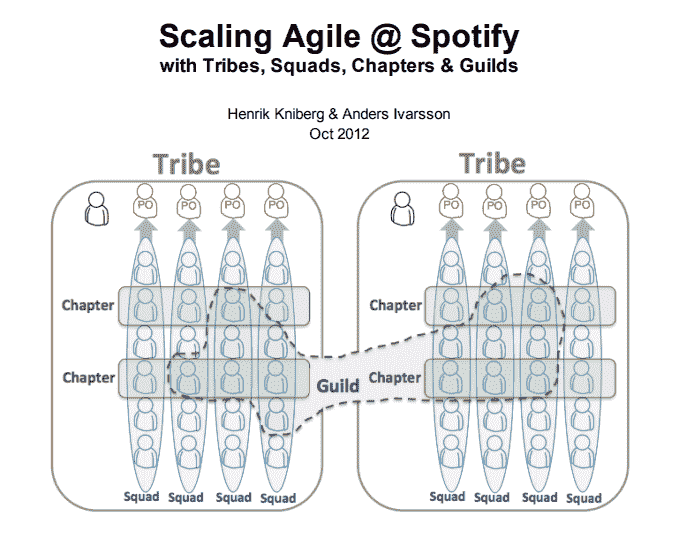 Scaling Agile @ Spotify
with Tribes, Squads, Chapters & Guilds
Henrik Kniberg & Anders Ivarsson
Oct 2012
Tribe
Tribe
PO PO PO PO
PO PO PO PO
Chapter
Chapter
Chapter
Guild
Chapter
Squad Squad Squad Squad
Squad Squad Squad Squad